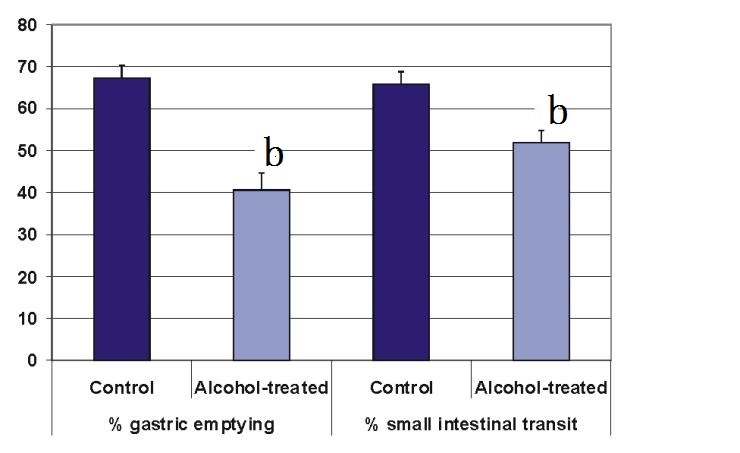 80
70
60
50
40
30
20
10
0
b
b
Control Alcohol-treated Control Alcohol-treated
% gastric emptying % small intestinal transit